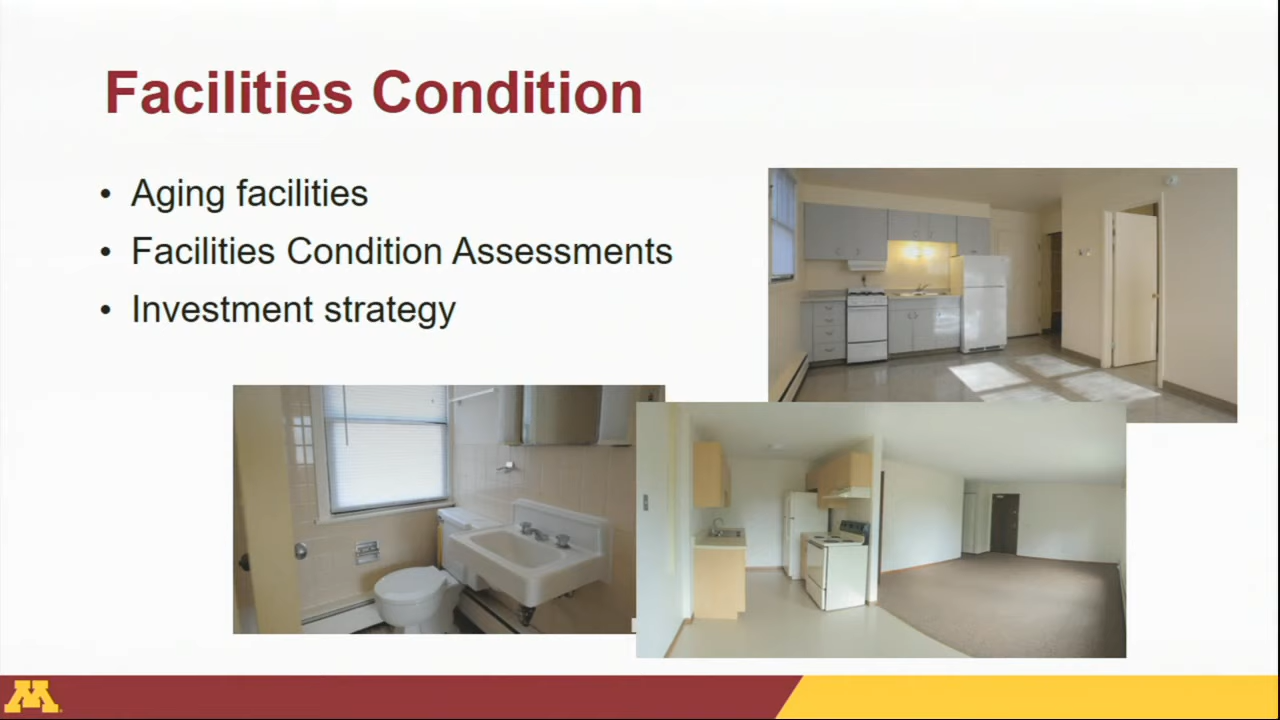 Facilities Condition
• Aging facilities
• Facilities Condition Assessments
• Investment strategy
M